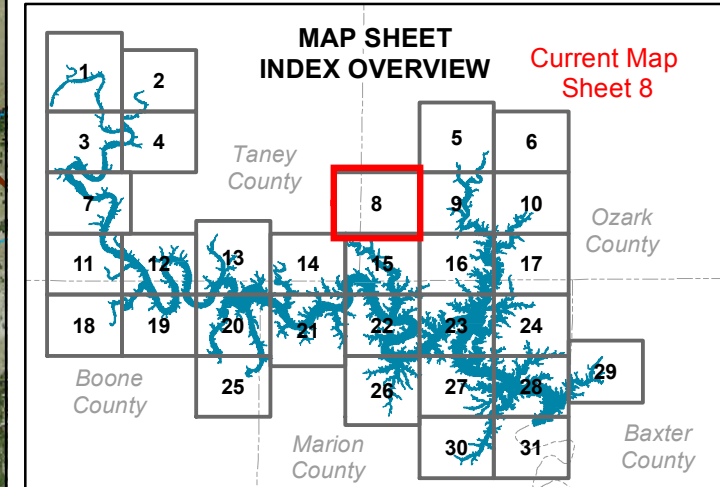 MAP SHEET
INDEX OVERVIEW
Current Map
Sheet 8
1
2
3
4
5
6
Taney
County
7
8
9
10
Ozark
County
11
12
13
14
15
16
17
18
19
20
21
22
23
24
Boone
County
25
26
27
28
29
Marion
County
30
31
Baxter
County